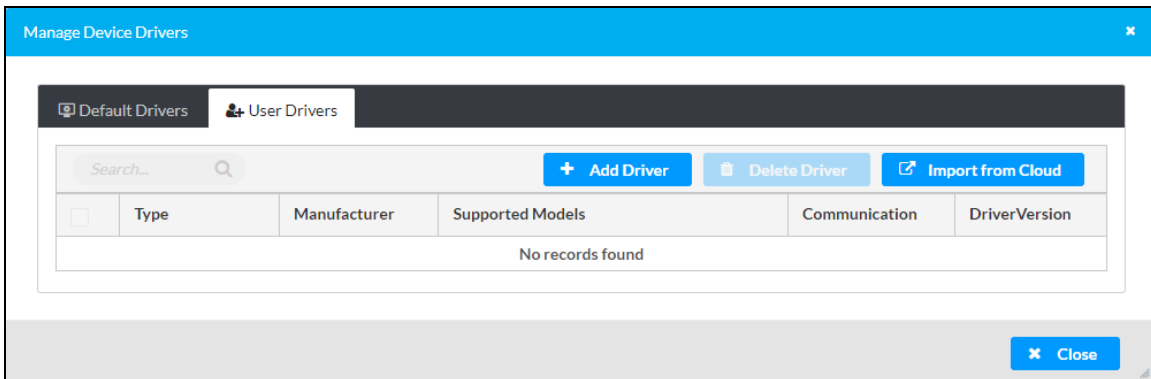 Manage Device Drivers
Default Drivers User Drivers
Search... Add Driver Delete Driver Import from Cloud
Type Manufacturer Supported Models Communication DriverVersion
No records found
Close